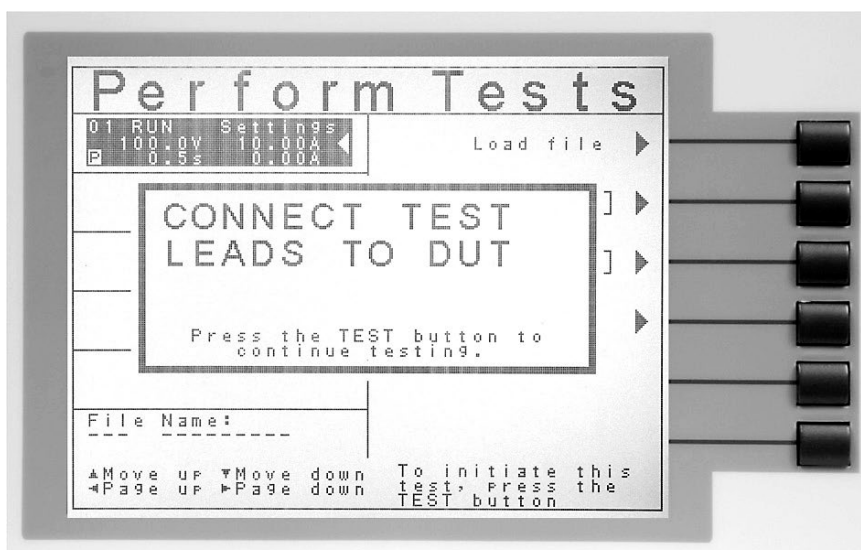 Perform Tests
01 RUN Settings
100.0V 10.00A
P 0.5s 0.00A
Load file
]
]
CONNECT TEST
LEADS TO DUT
Press the TEST button to
continue testing.
File Name:
▲Move up ▼Move down
◄Page up ►Page down
To initiate this
test, press the
TEST button